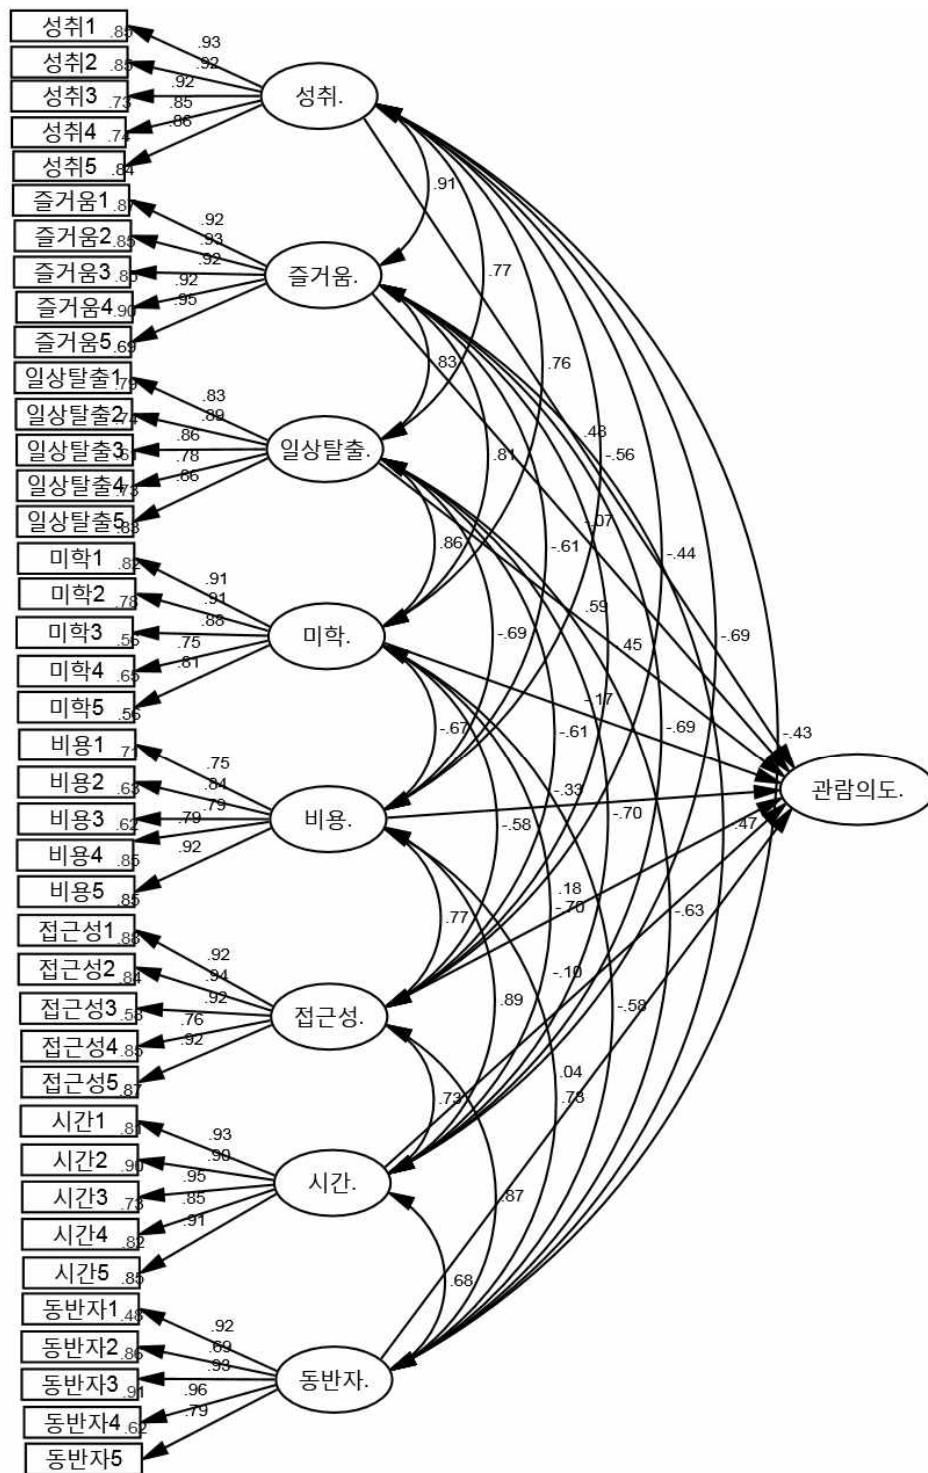 성취1 .85
.93
성취2 .85
.92
성취3 .73
.92
성취4 .74
.85
.86
성취5 .84
성취.
즐거움1 .87
.91
.92
즐거움2 .85
.93
즐거움3 .85
.92
즐거움.
.77
즐거움4 .90
.92
.95
즐거움5 .69
.83
.76
일상탈출1 .79
.83
일상탈출2 .74
.89
.48
일상탈출3 .61
.86
일상탈출.
.81
-.56
일상탈출4 .73
.78
.86
일상탈출5 .83
-.07
미학1 .82
.86
-.61
-.44
미학2 .78
.91
.91
.59
미학3 .56
.88
미학.
-.69
.45
-.69
미학4 .65
.75
.81
미학5 .56
-.17
비용1 .71
-.67
-.61
-.69
-.43
비용2 .63
.75
.84
-.33
관람의도.
비용3 .62
.79
.79
비용.
-.58
-.70
.47
비용4 .85
.92
비용5 .85
.18
-.70
접근성1 .88
.77
-.63
접근성2 .84
.92
.94
-.10
접근성3 .58
.92
접근성.
.89
-.58
접근성4 .85
.76
.92
접근성5 .87
.04
.73
시간1 .81
.73
시간2 .90
.93
.90
시간3 .73
.95
시간.
.87
시간4 .82
.85
.91
시간5 .85
.68
동반자1 .48
.92
동반자2 .86
.69
동반자3 .91
.93
동반자.
동반자4 .62
.96
.79
동반자5